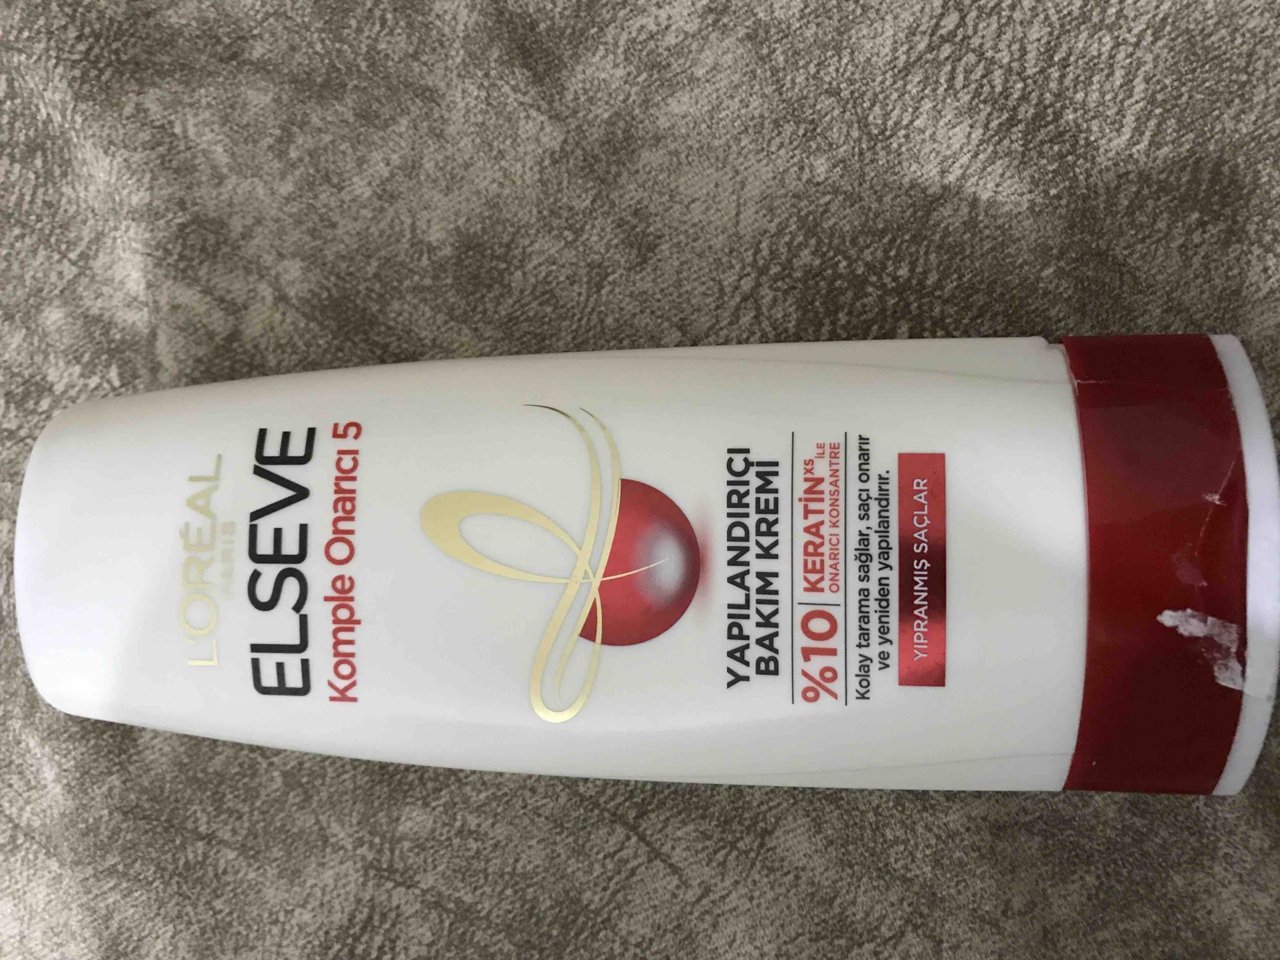 L'ORÉAL
PARIS
ELSEVE
Komple Onarıcı 5
YAPILANDIRIÇI
BAKIM KREMİ
%10 KERATİN XS İLE
ONARICI KONSANTRE
Kolay tarama sağlar, saçı onarır
ve yeniden yapılandırır.
YIPRANMIŞ SAÇLAR